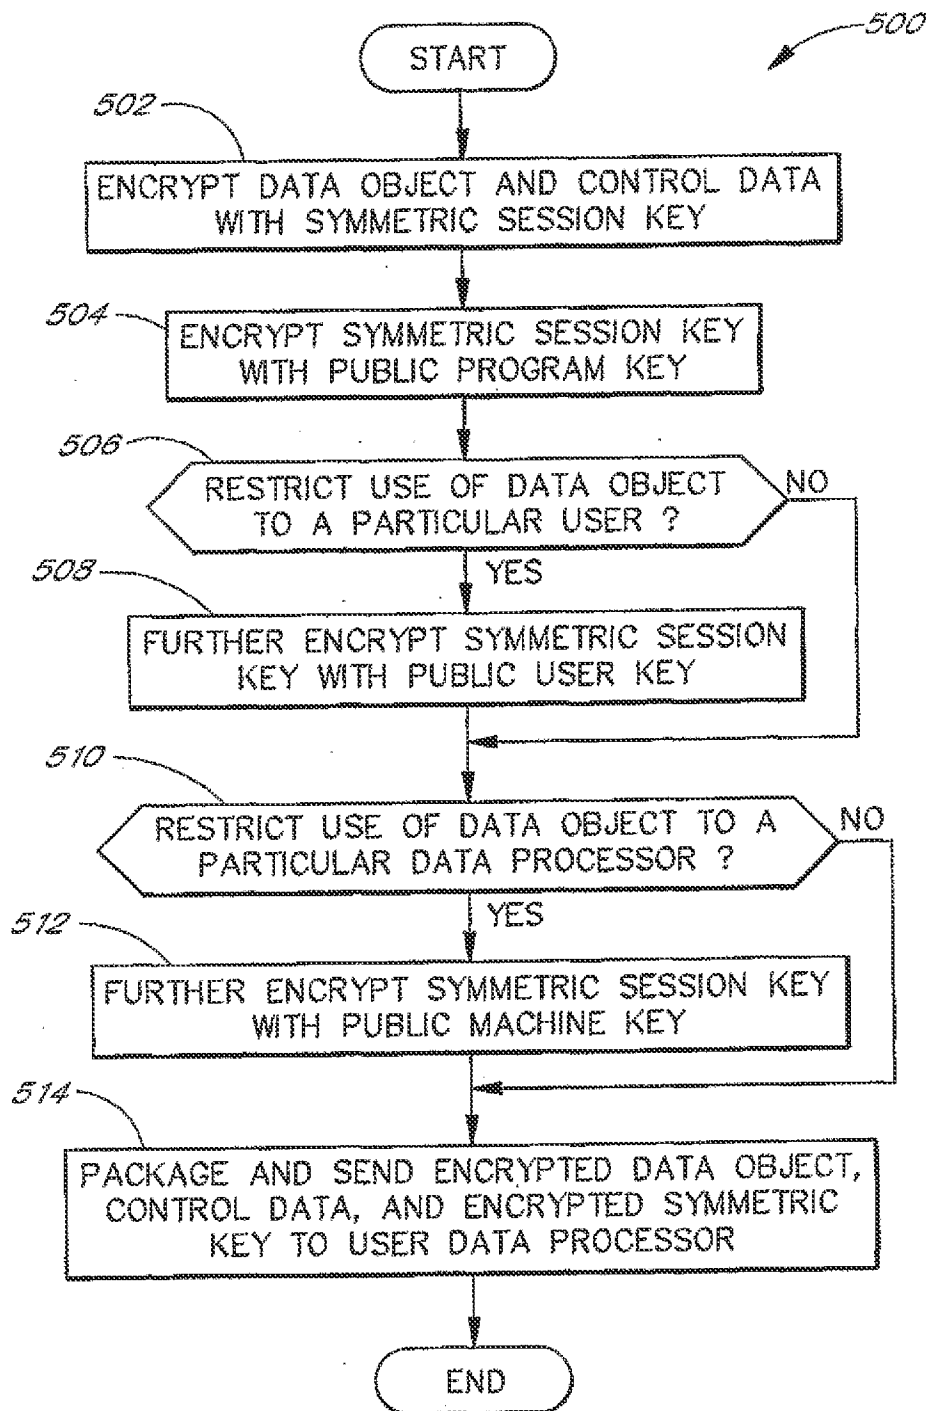 500
START
502
ENCRYPT DATA OBJECT AND CONTROL DATA
WITH SYMMETRIC SESSION KEY
504
ENCRYPT SYMMETRIC SESSION KEY
WITH PUBLIC PROGRAM KEY
506
RESTRICT USE OF DATA OBJECT
TO A PARTICULAR USER ?
NO
YES
508
FURTHER ENCRYPT SYMMETRIC SESSION
KEY WITH PUBLIC USER KEY
510
RESTRICT USE OF DATA OBJECT TO A
PARTICULAR DATA PROCESSOR ?
NO
YES
512
FURTHER ENCRYPT SYMMETRIC SESSION KEY
WITH PUBLIC MACHINE KEY
514
PACKAGE AND SEND ENCRYPTED DATA OBJECT,
CONTROL DATA, AND ENCRYPTED SYMMETRIC
KEY TO USER DATA PROCESSOR
END